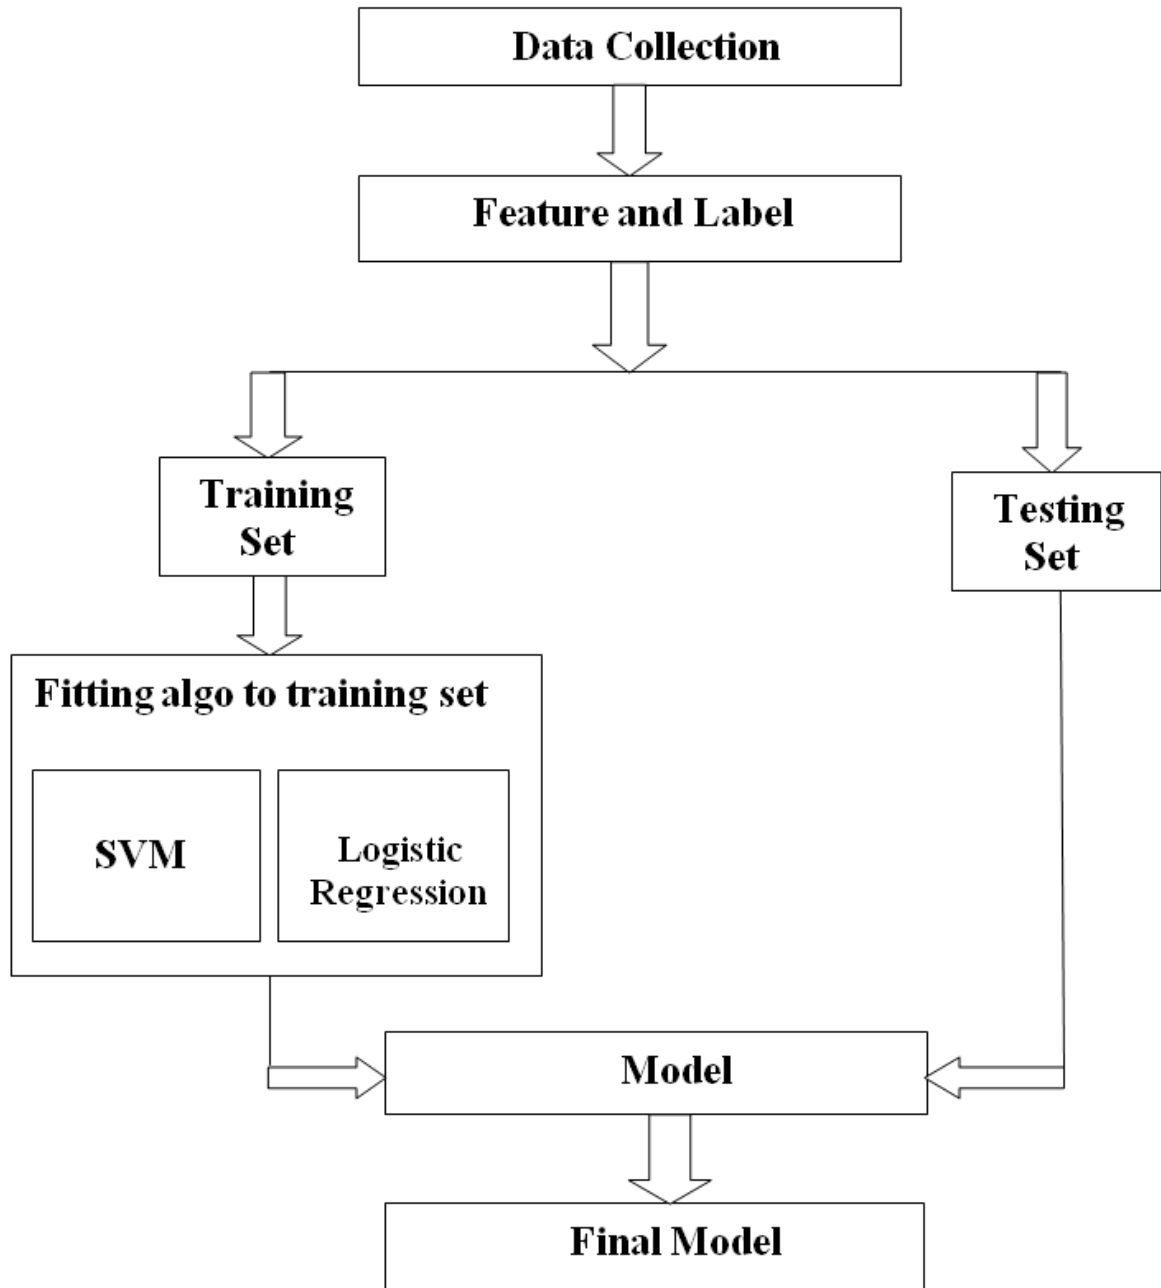 Data Collection
Feature and Label
Training
Set
Testing
Set
Fitting algo to training set
SVM
Logistic
Regression
Model
Final Model